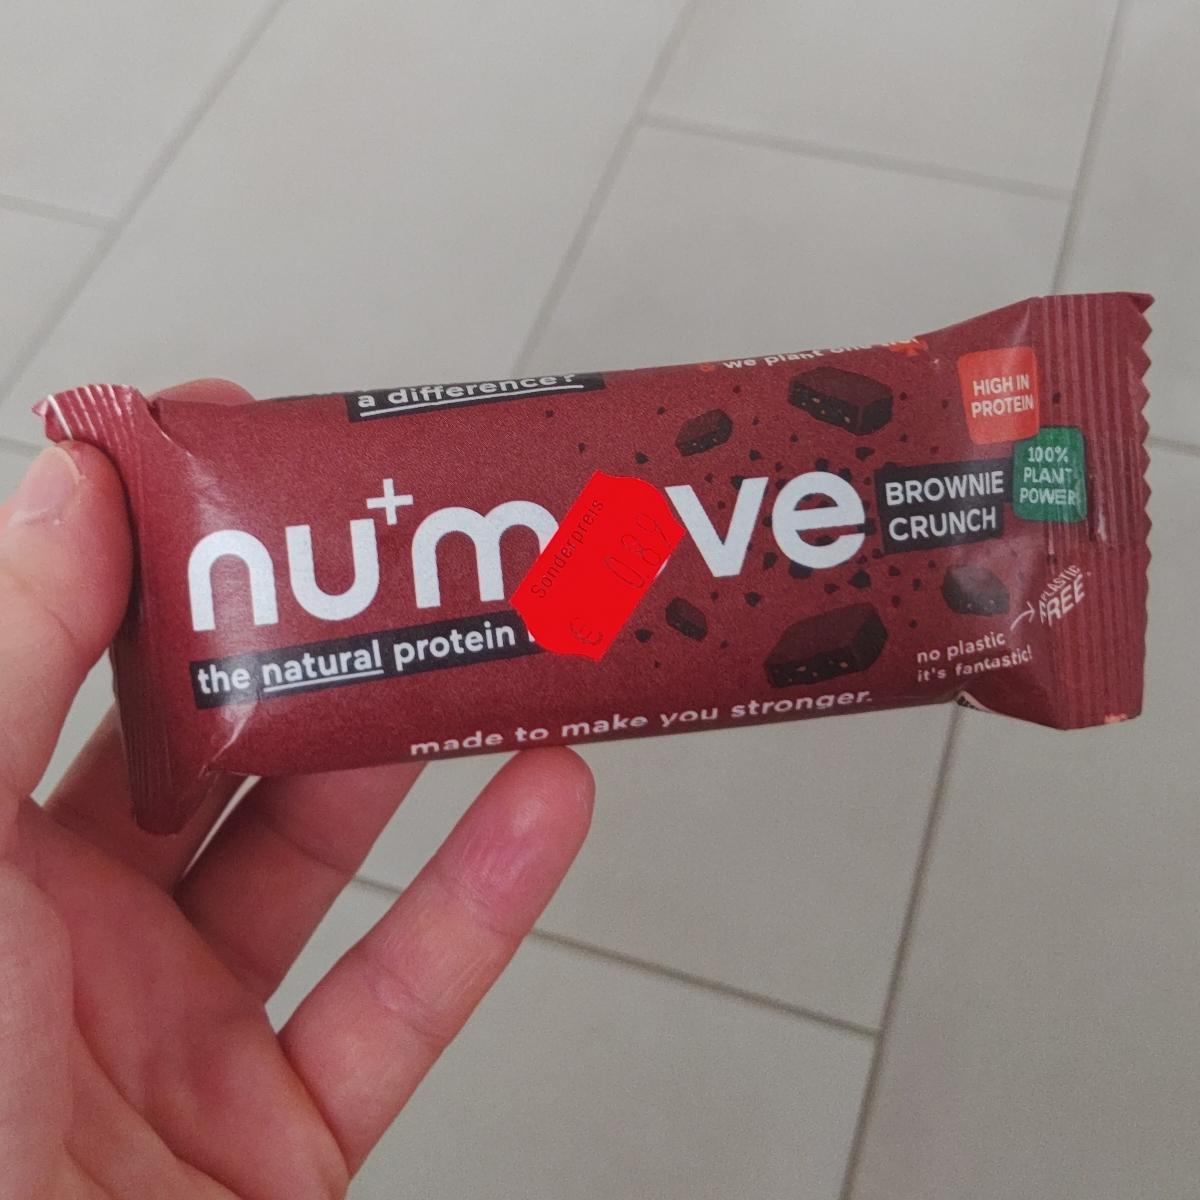 a difference?
we plant one
HIGH IN
PROTEIN
100%
PLANT
POWER
nu+m ve
BROWNIE
CRUNCH
Sonderpreis
€ 0.89
the natural protein
PLASTIC
FREE
no plastic
it's fantastic!
made to make you stronger.